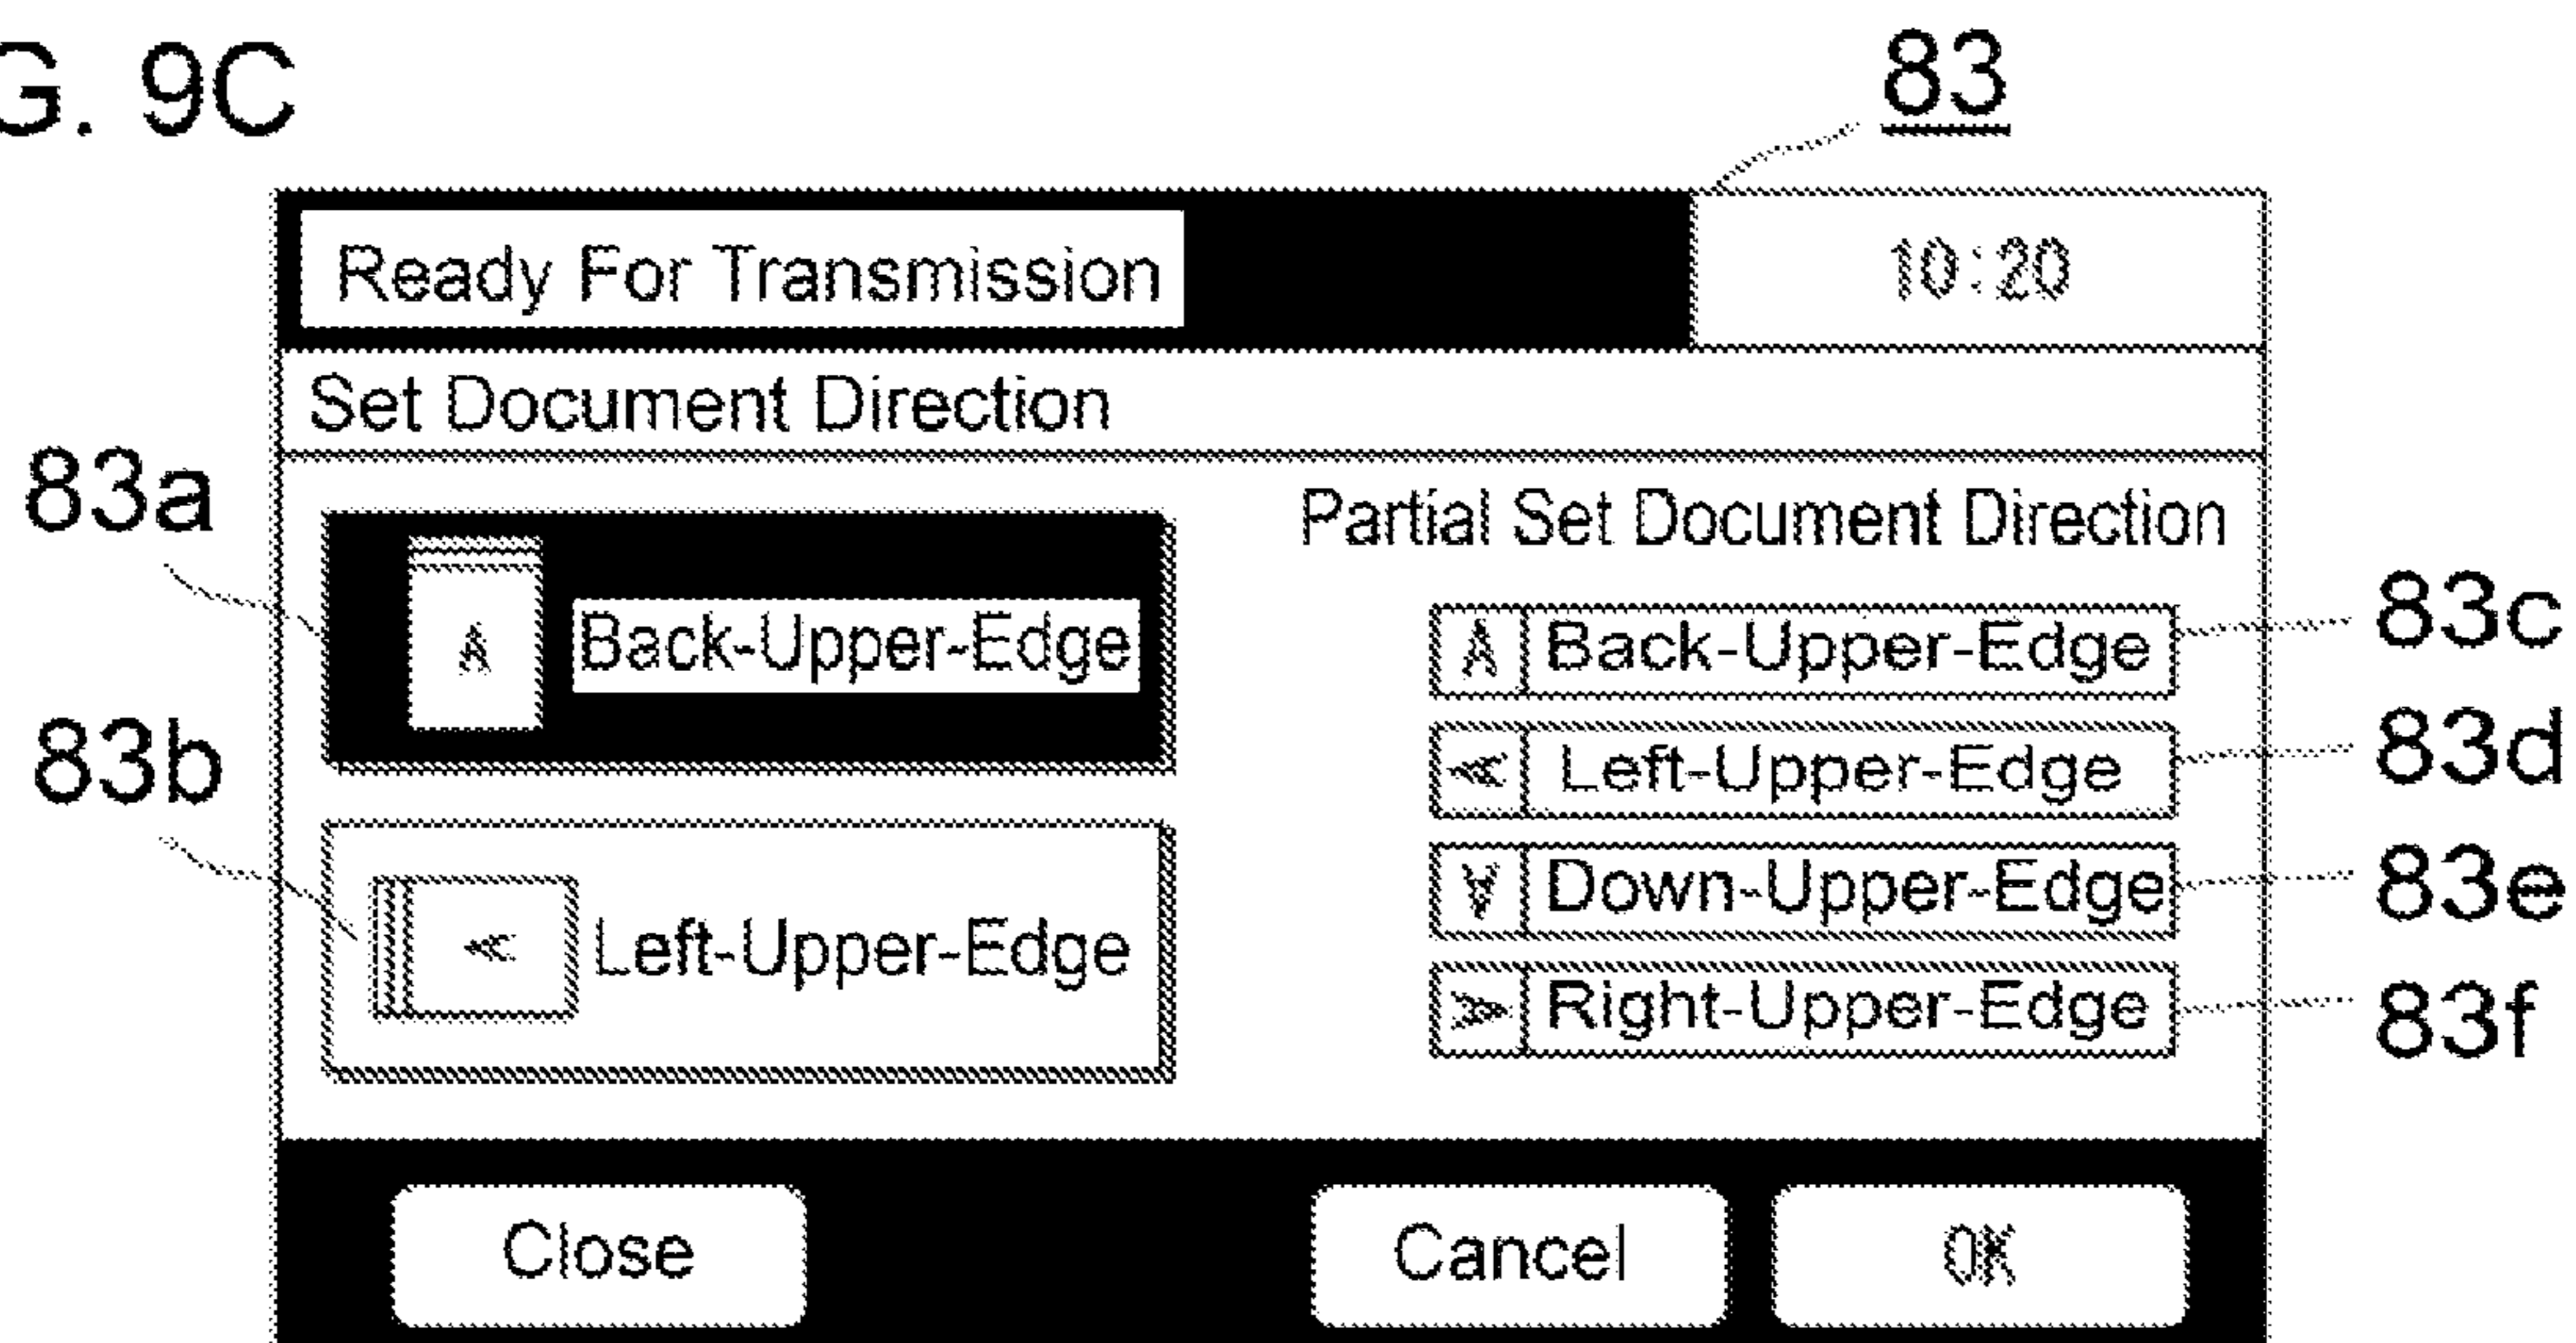 G. 9C
83
Ready For Transmission
10:20
Set Document Direction
83a
Partial Set Document Direction
A Back-Upper-Edge
A Back-Upper-Edge
83c
83b
A Left-Upper-Edge
83d
A Left-Upper-Edge
A Down-Upper-Edge
83e
A Right-Upper-Edge
83f
Close
Cancel
OK